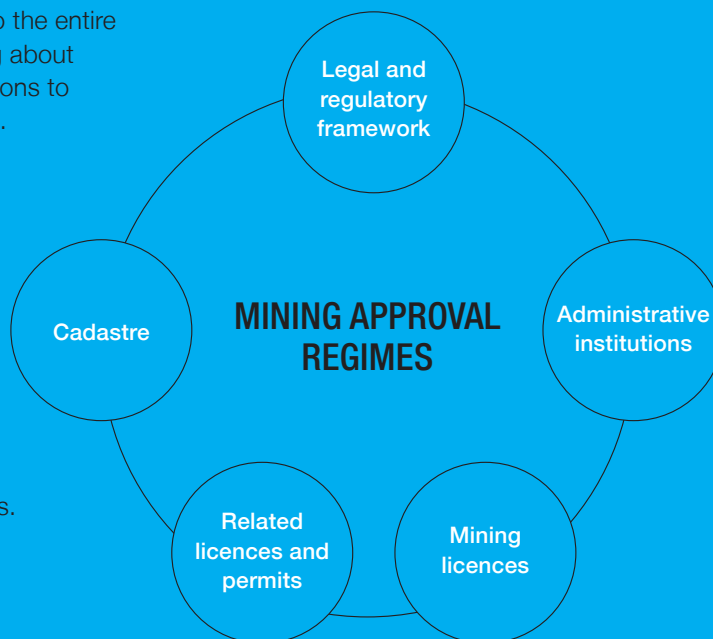 the entire
about
ons to
.
Legal and
regulatory
framework
Cadastre
MINING APPROVAL
REGIMES
Administrative
institutions
s.
Related
licences and
permits
Mining
licences